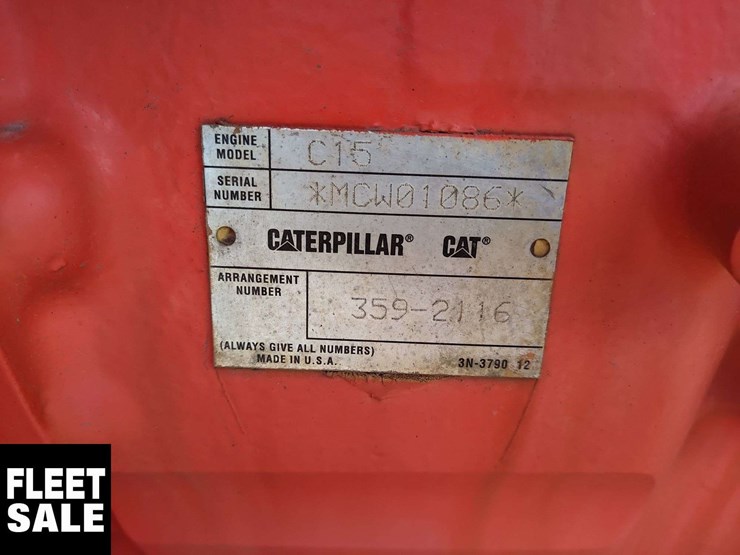 ENGINE MODEL C15
SERIAL NUMBER *MCW01086*
CATERPILLAR® CAT®
ARRANGEMENT NUMBER 359-2116
(ALWAYS GIVE ALL NUMBERS)
MADE IN U.S.A. 3N-3790 12
FLEET
SALE